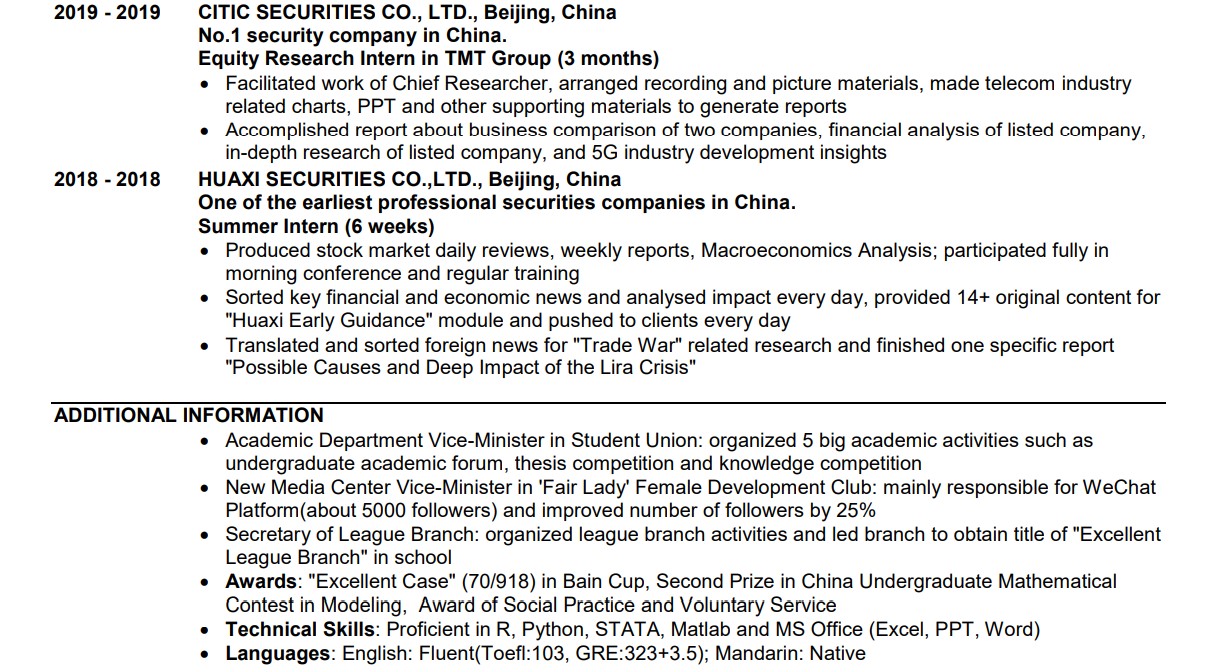 2019 - 2019 CITIC SECURITIES CO., LTD., Beijing, China
No.1 security company in China.
Equity Research Intern in TMT Group (3 months)
• Facilitated work of Chief Researcher, arranged recording and picture materials, made telecom industry
related charts, PPT and other supporting materials to generate reports
• Accomplished report about business comparison of two companies, financial analysis of listed company,
in-depth research of listed company, and 5G industry development insights
2018 - 2018 HUAXI SECURITIES CO.,LTD., Beijing, China
One of the earliest professional securities companies in China.
Summer Intern (6 weeks)
• Produced stock market daily reviews, weekly reports, Macroeconomics Analysis; participated fully in
morning conference and regular training
• Sorted key financial and economic news and analysed impact every day, provided 14+ original content for
"Huaxi Early Guidance" module and pushed to clients every day
• Translated and sorted foreign news for "Trade War" related research and finished one specific report
"Possible Causes and Deep Impact of the Lira Crisis"
ADDITIONAL INFORMATION
• Academic Department Vice-Minister in Student Union: organized 5 big academic activities such as
undergraduate academic forum, thesis competition and knowledge competition
• New Media Center Vice-Minister in 'Fair Lady' Female Development Club: mainly responsible for WeChat
Platform(about 5000 followers) and improved number of followers by 25%
• Secretary of League Branch: organized league branch activities and led branch to obtain title of "Excellent
League Branch" in school
• Awards: "Excellent Case" (70/918) in Bain Cup, Second Prize in China Undergraduate Mathematical
Contest in Modeling, Award of Social Practice and Voluntary Service
• Technical Skills: Proficient in R, Python, STATA, Matlab and MS Office (Excel, PPT, Word)
• Languages: English: Fluent(Toefl:103, GRE:323+3.5); Mandarin: Native